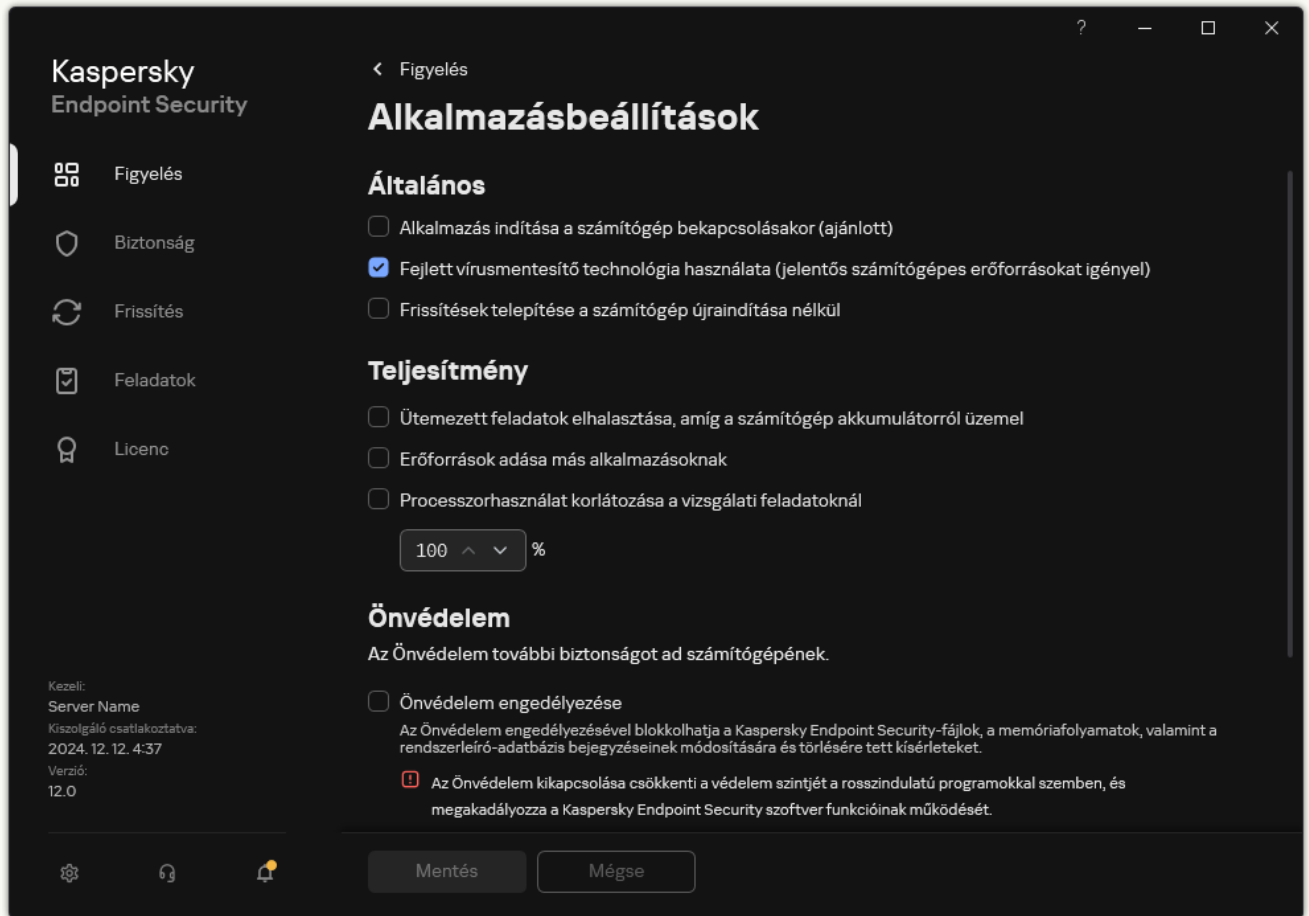 ?
Kaspersky
Endpoint Security
Figyelés
Biztonság
Frissítés
Feladatok
Licenc
Kezeli:
Server Name
Kiszolgáló csatlakoztatva:
2024. 12. 12. 4:37
Verzió:
12.0
Figyelés
Alkalmazásbeállítások
Általános
Alkalmazás indítása a számítógép bekapcsolásakor (ajánlott)
Fejlett vírusmentesítő technológia használata (jelentős számítógépes erőforrásokat igényel)
Frissítések telepítése a számítógép újraindítása nélkül
Teljesítmény
Ütemezett feladatok elhalasztása, amíg a számítógép akkumulátorról üzemel
Erőforrások adása más alkalmazásoknak
Processzorhasználat korlátozása a vizsgálati feladatoknál
100 %
Önvédelem
Az Önvédelem további biztonságot ad számítógépének.
Önvédelem engedélyezése
Az Önvédelem engedélyezésével blokkolhatja a Kaspersky Endpoint Security-fájlok, a memóriafolyamatok, valamint a
rendszerleíró-adatbázis bejegyzéseinek módosítására és törlésére tett kísérleteket.
Az Önvédelem kikapcsolása csökkenti a védelem szintjét a rosszindulatú programokkal szemben, és
megakadályozza a Kaspersky Endpoint Security szoftver funkcióinak működését.
Mentés
Mégse